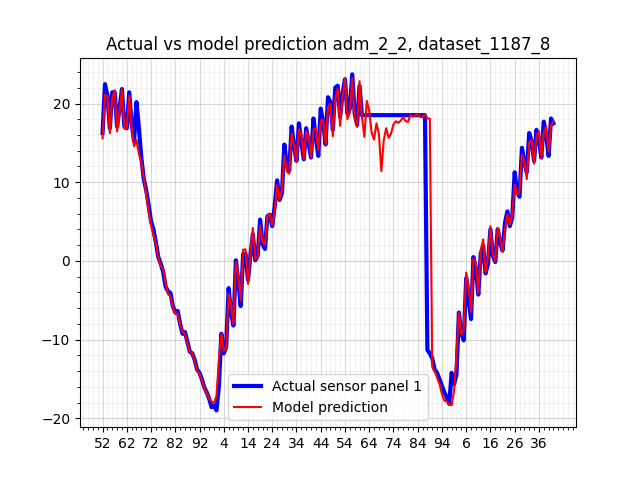 Actual vs model prediction adm_2_2, dataset_1187_8
20
10
0
−10
−20
Actual sensor panel 1
Model prediction
52 62 72 82 92 4 14 24 34 44 54 64 74 84 94 6 16 26 36